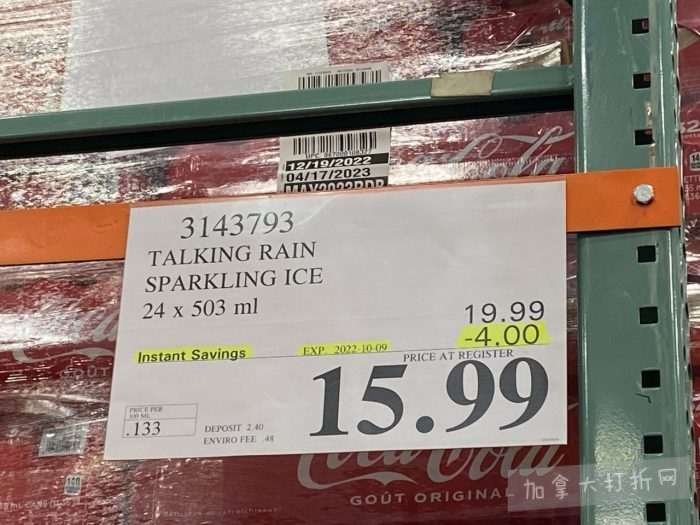 12/19/2022
04/17/2023
3143793
TALKING RAIN
SPARKLING ICE
24 x 503 ml
19.99
-4.00
Instant Savings
EXP. 2022-10-09
PRICE AT REGISTER
15.99
PRICE PER
100 ML
.133
DEPOSIT 2.40
ENVIRO FEE .48
Coca-Cola
GOÛT ORIGINAL
加拿大打折网